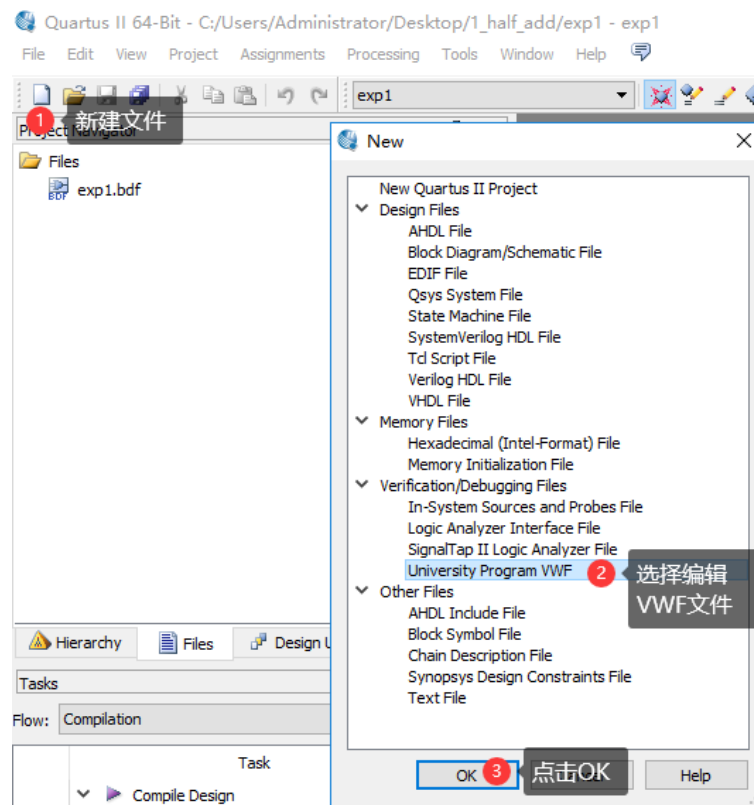 Quartus II 64-Bit - C:/Users/Administrator/Desktop/1_half_add/exp1 - exp1
File Edit View Project Assignments Processing Tools Window Help
exp1
1 新建文件
Project Navigator
New
Files
exp1.bdf
New Quartus II Project
Design Files
AHDL File
Block Diagram/Schematic File
EDIF File
Qsys System File
State Machine File
SystemVerilog HDL File
Tcl Script File
Verilog HDL File
VHDL File
Memory Files
Hexadecimal (Intel-Format) File
Memory Initialization File
Verification/Debugging Files
In-System Sources and Probes File
Logic Analyzer Interface File
SignalTap II Logic Analyzer File
University Program VWF 2 选择编辑
VWF文件
Other Files
AHDL Include File
Block Symbol File
Chain Description File
Synopsys Design Constraints File
Text File
Hierarchy Files Design U
Tasks
Flow: Compilation
Task
Compile Design
OK 3 点击OK Help